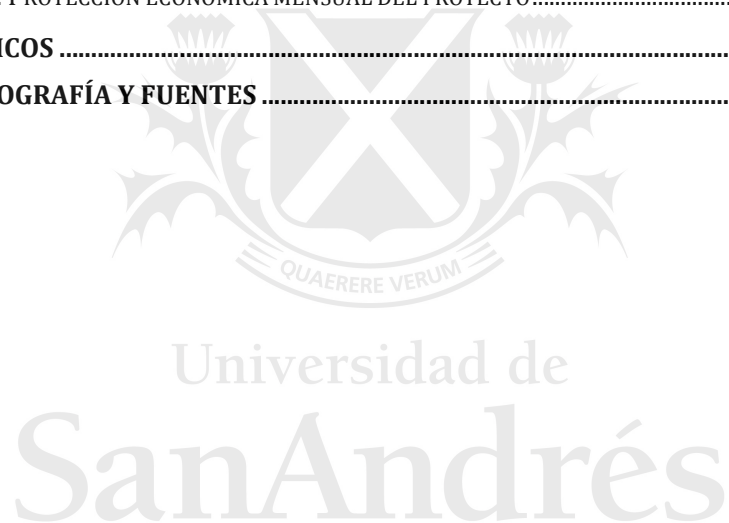 PROYECCIÓN ECONÓMICA MENSUAL DEL PROYECTO
ICOS
OGRAFÍA Y FUENTES
QUAERERE VERUM
Universidad de
SanAndrés